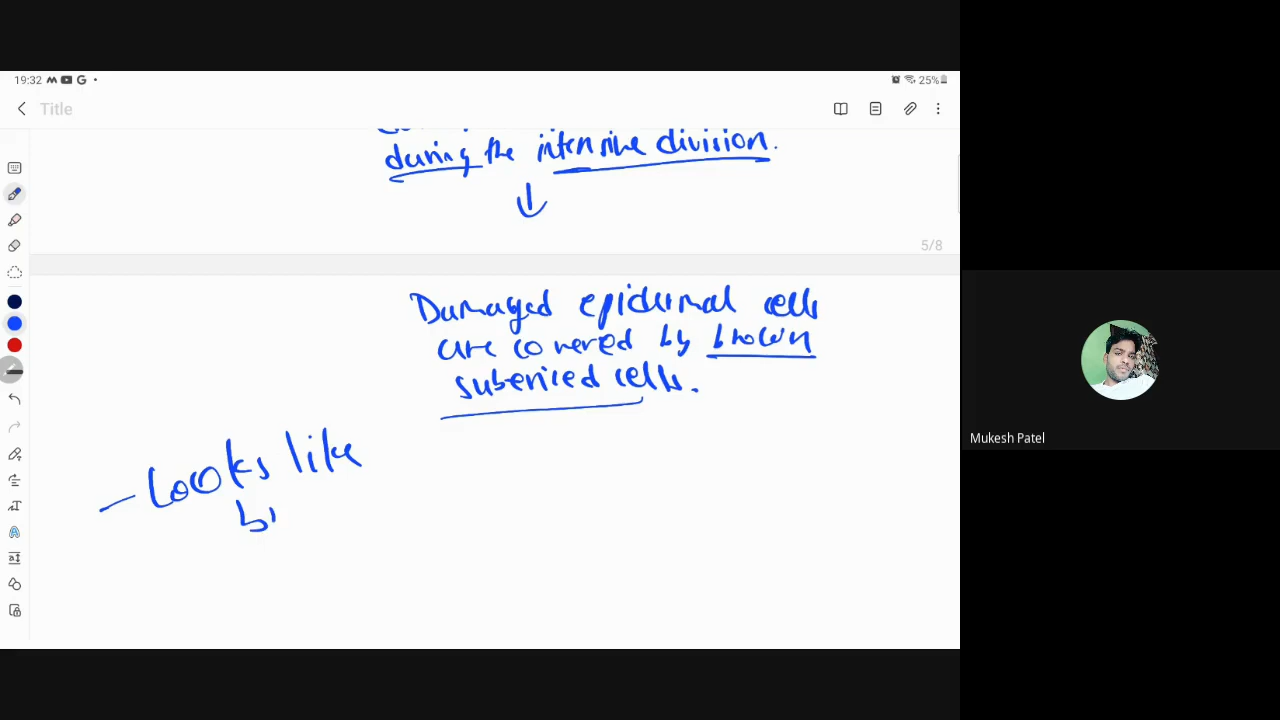 19:32
25%
Title
during the intensive division.
5/8
Damaged epidermal cells
are covered by brown
suberised cells.
– Looks like
Mukesh Patel